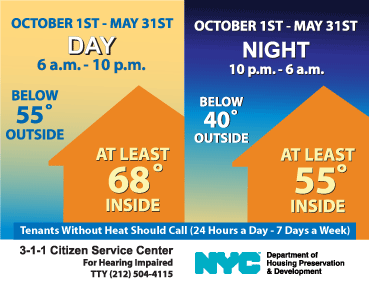 OCTOBER 1ST - MAY 31ST
DAY
6 a.m. - 10 p.m.
BELOW
55°
OUTSIDE
AT LEAST
68°
INSIDE
OCTOBER 1ST - MAY 31ST
NIGHT
10 p.m. - 6 a.m.
BELOW
40°
OUTSIDE
AT LEAST
55°
INSIDE
Tenants Without Heat Should Call (24 Hours a Day - 7 Days a Week)
3-1-1 Citizen Service Center
For Hearing Impaired
TTY (212) 504-4115
NYC
Department of
Housing Preservation
& Development